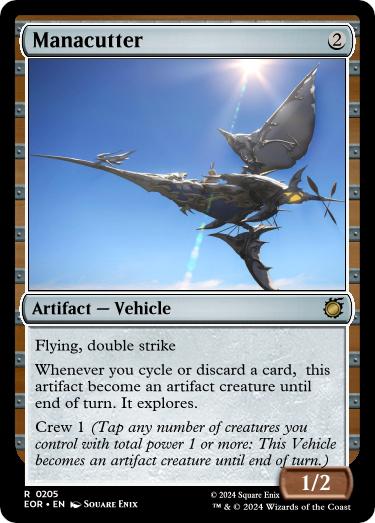 Manacutter 2
Artifact — Vehicle
Flying, double strike
Whenever you cycle or discard a card,  this
artifact become an artifact creature until
end of turn. It explores.
Crew 1 (Tap any number of creatures you
control with total power 1 or more: This Vehicle
becomes an artifact creature until end of turn.)
1/2
R 0205
EOR • EN SQUARE ENIX
© 2024 Square Enix
™ & © 2024 Wizards of the Coast